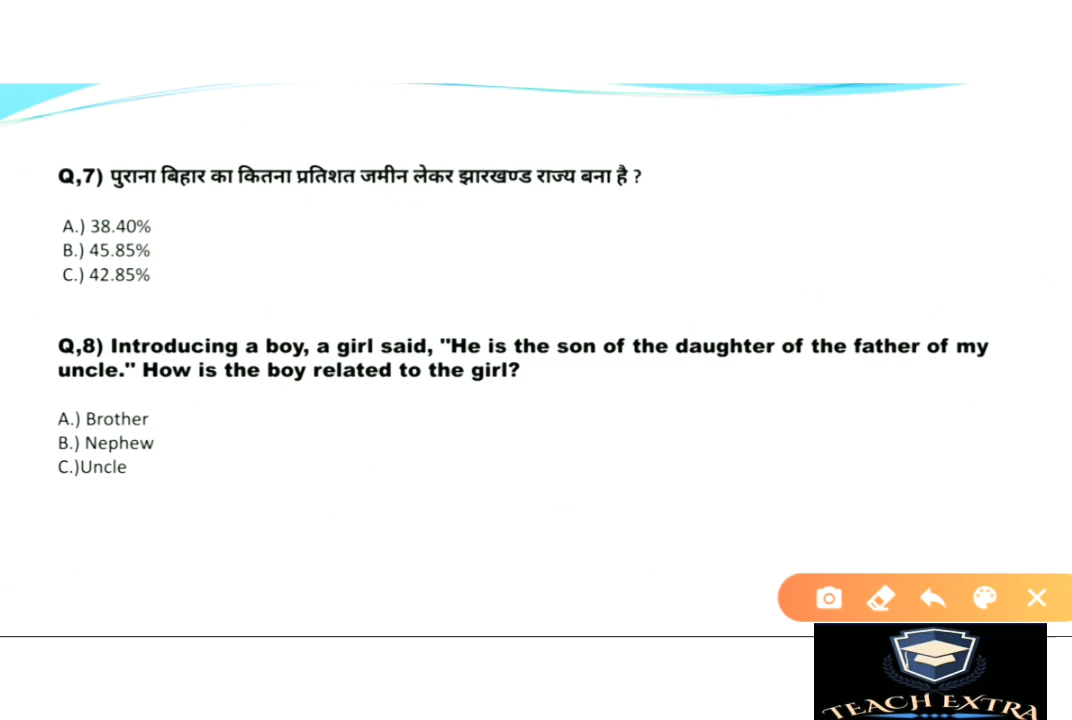 Q,7) पुराना बिहार का कितना प्रतिशत जमीन लेकर झारखण्ड राज्य बना है ?
A.) 38.40%
B.) 45.85%
C.) 42.85%
Q,8) Introducing a boy, a girl said, "He is the son of the daughter of the father of my
uncle." How is the boy related to the girl?
A.) Brother
B.) Nephew
C.)Uncle
TEACH EXTRA